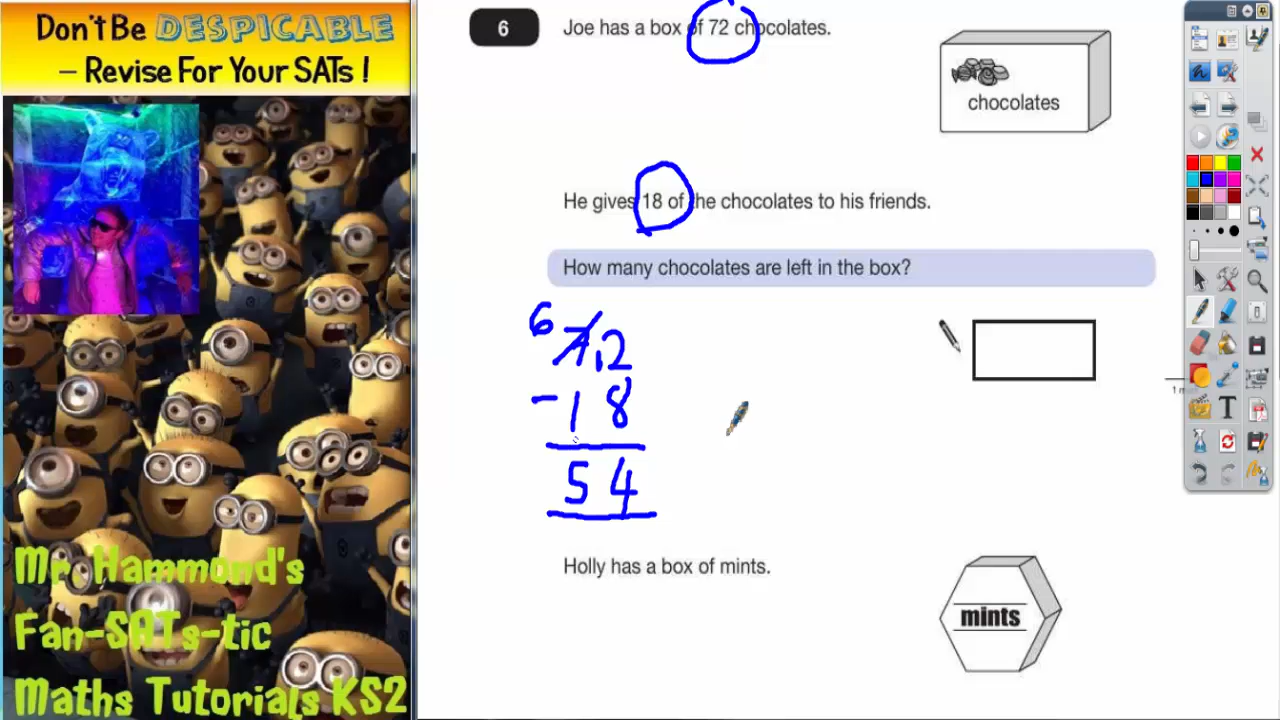 Don't Be DESPICABLE
– Revise For Your SATs !
Mr. Hammond's
Fan-SATs-tic
Maths Tutorials KS2
6
Joe has a box of 72 chocolates.
chocolates
He gives 18 of the chocolates to his friends.
How many chocolates are left in the box?
6
7 12
- 1 8
5 4
Holly has a box of mints.
mints
T